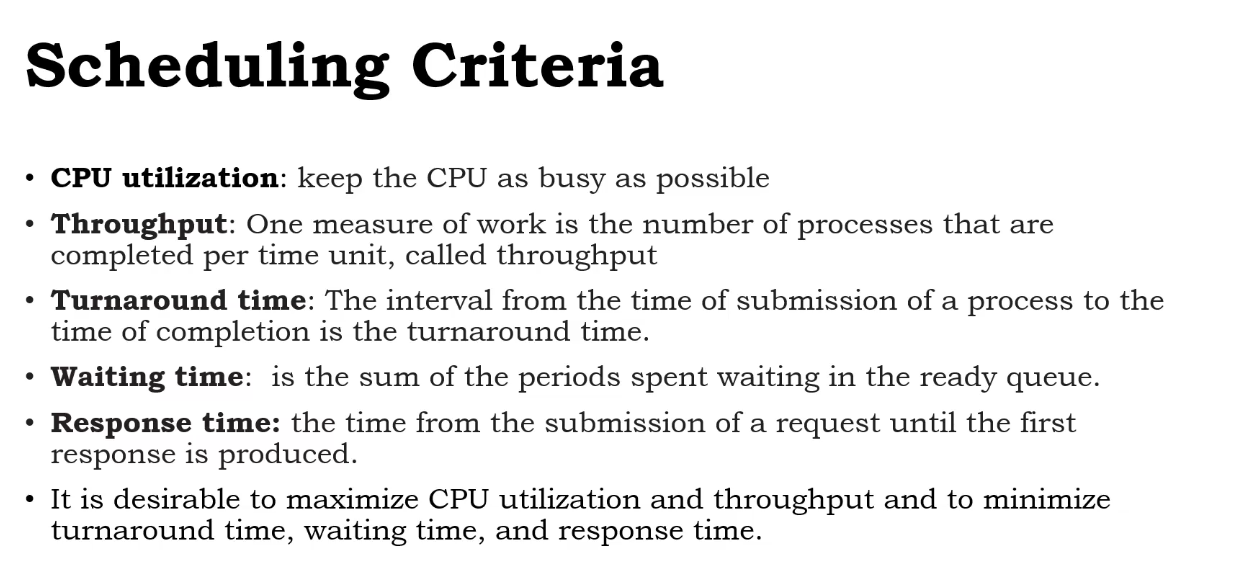 Scheduling Criteria
• CPU utilization: keep the CPU as busy as possible
• Throughput: One measure of work is the number of processes that are
completed per time unit, called throughput
• Turnaround time: The interval from the time of submission of a process to the
time of completion is the turnaround time.
• Waiting time:  is the sum of the periods spent waiting in the ready queue.
• Response time: the time from the submission of a request until the first
response is produced.
• It is desirable to maximize CPU utilization and throughput and to minimize
turnaround time, waiting time, and response time.